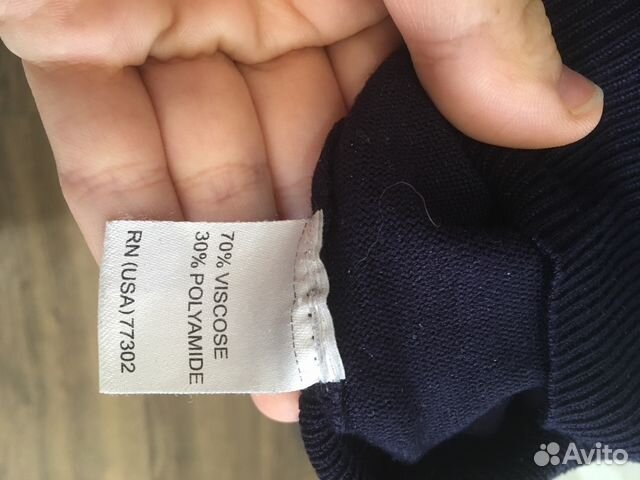 70% VISCOSE
30% POLYAMIDE
RN (USA) 77302
Avito